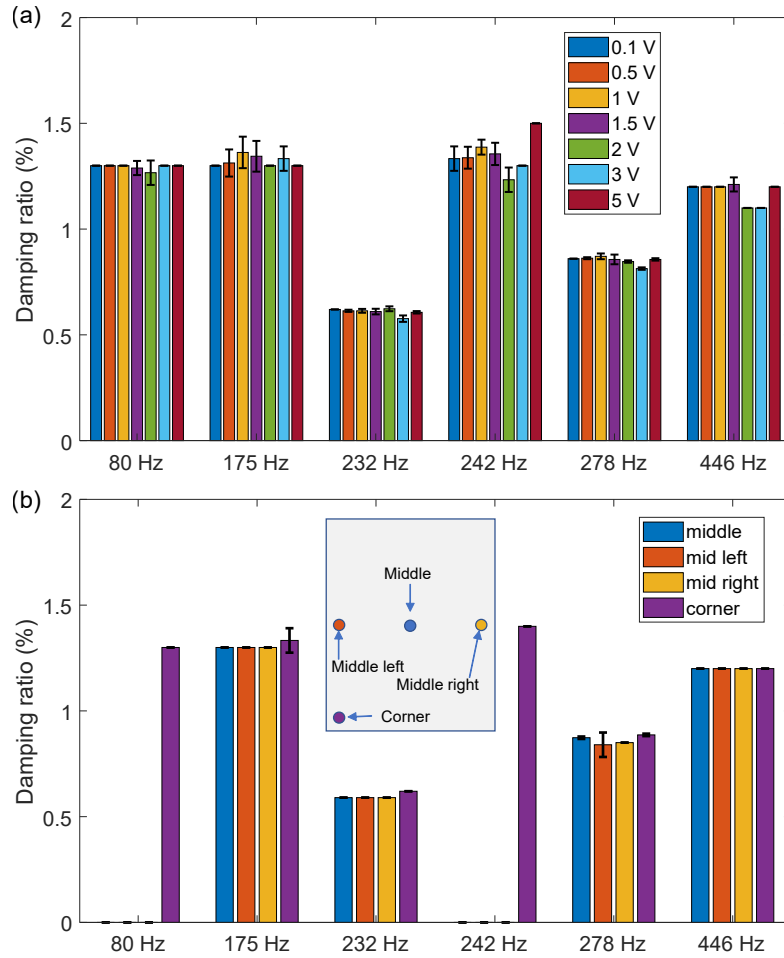 (a)
2
1.5
1
0.5
0
Damping ratio (%)
0.1 V
0.5 V
1 V
1.5 V
2 V
3 V
5 V
80 Hz 175 Hz 232 Hz 242 Hz 278 Hz 446 Hz
(b)
2
1.5
1
0.5
0
Damping ratio (%)
Middle
Middle left
Middle right
Corner
middle
mid left
mid right
corner
80 Hz 175 Hz 232 Hz 242 Hz 278 Hz 446 Hz